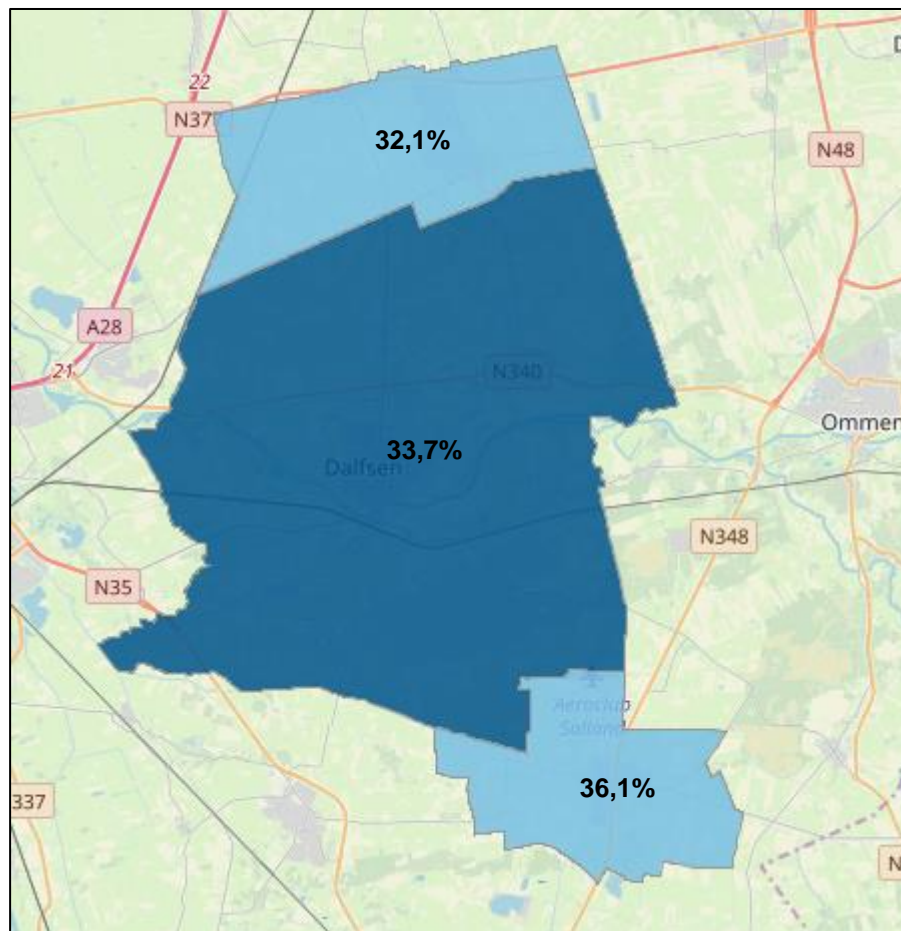 22
N37
32,1%
N48
A28
21
N340
Ommen
33,7%
Dalfsen
N348
N35
Aeroclub
Salland
36,1%
337
N